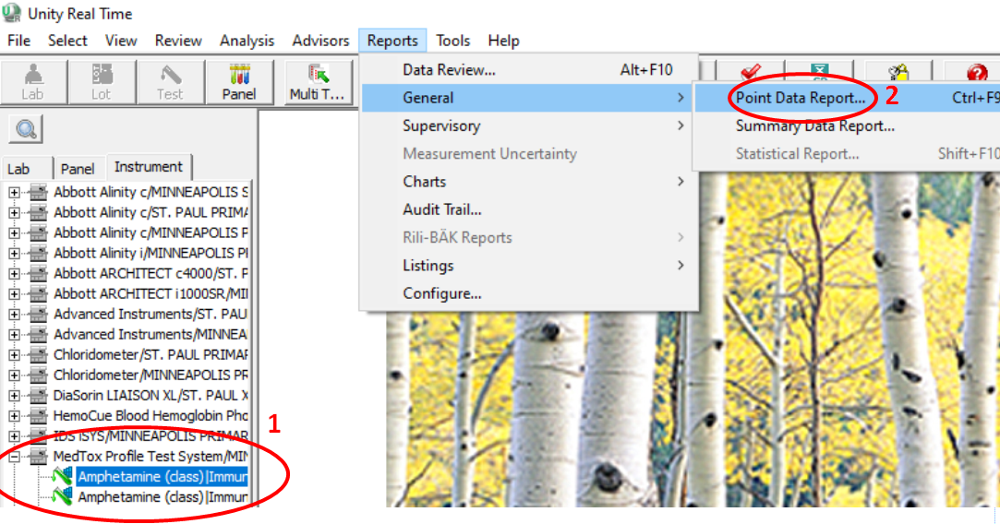 Unity Real Time
File Select View Review Analysis Advisors Reports Tools Help
Lab Lot Test Panel Multi T...
Data Review... Alt+F10
General
Supervisory
Measurement Uncertainty
Charts
Audit Trail...
Rili-BÄK Reports
Listings
Configure...
Point Data Report... Ctrl+F9
2
Summary Data Report...
Statistical Report... Shift+F10
Lab Panel Instrument
Abbott Alinity c/MINNEAPOLIS S
Abbott Alinity c/ST. PAUL PRIMA
Abbott Alinity c/MINNEAPOLIS P
Abbott Alinity i/MINNEAPOLIS PI
Abbott ARCHITECT c4000/ST. P
Abbott ARCHITECT i1000SR/MII
Advanced Instruments/ST. PAU
Advanced Instruments/MINNEA
Chloridometer/ST. PAUL PRIMAR
Chloridometer/MINNEAPOLIS PR
DiaSorin LIAISON XL/ST. PAUL X
HemoCue Blood Hemoglobin Pho
1
IDS iSYS/MINNEAPOLIS PRIMAR
MedTox Profile Test System/MIN
Amphetamine (class)|Immun
Amphetamine (class)|Immun